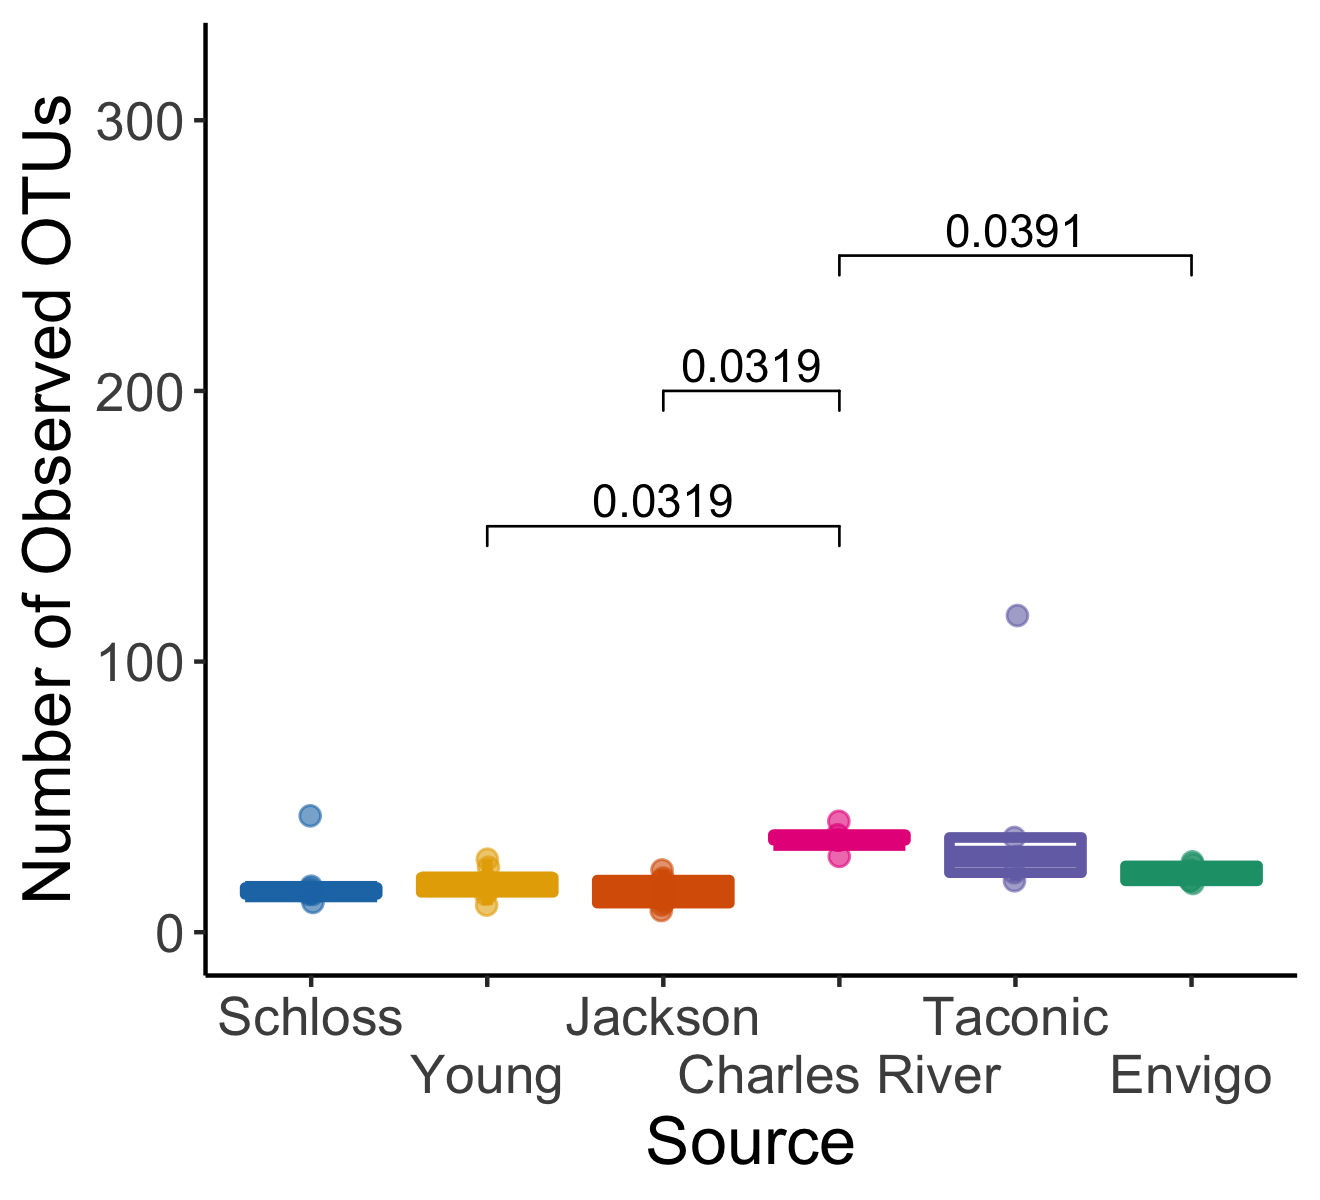 Number of Observed OTUs
300
200
100
0
0.0391
0.0319
0.0319
Schloss
Young
Jackson
Charles River
Taconic
Envigo
Source